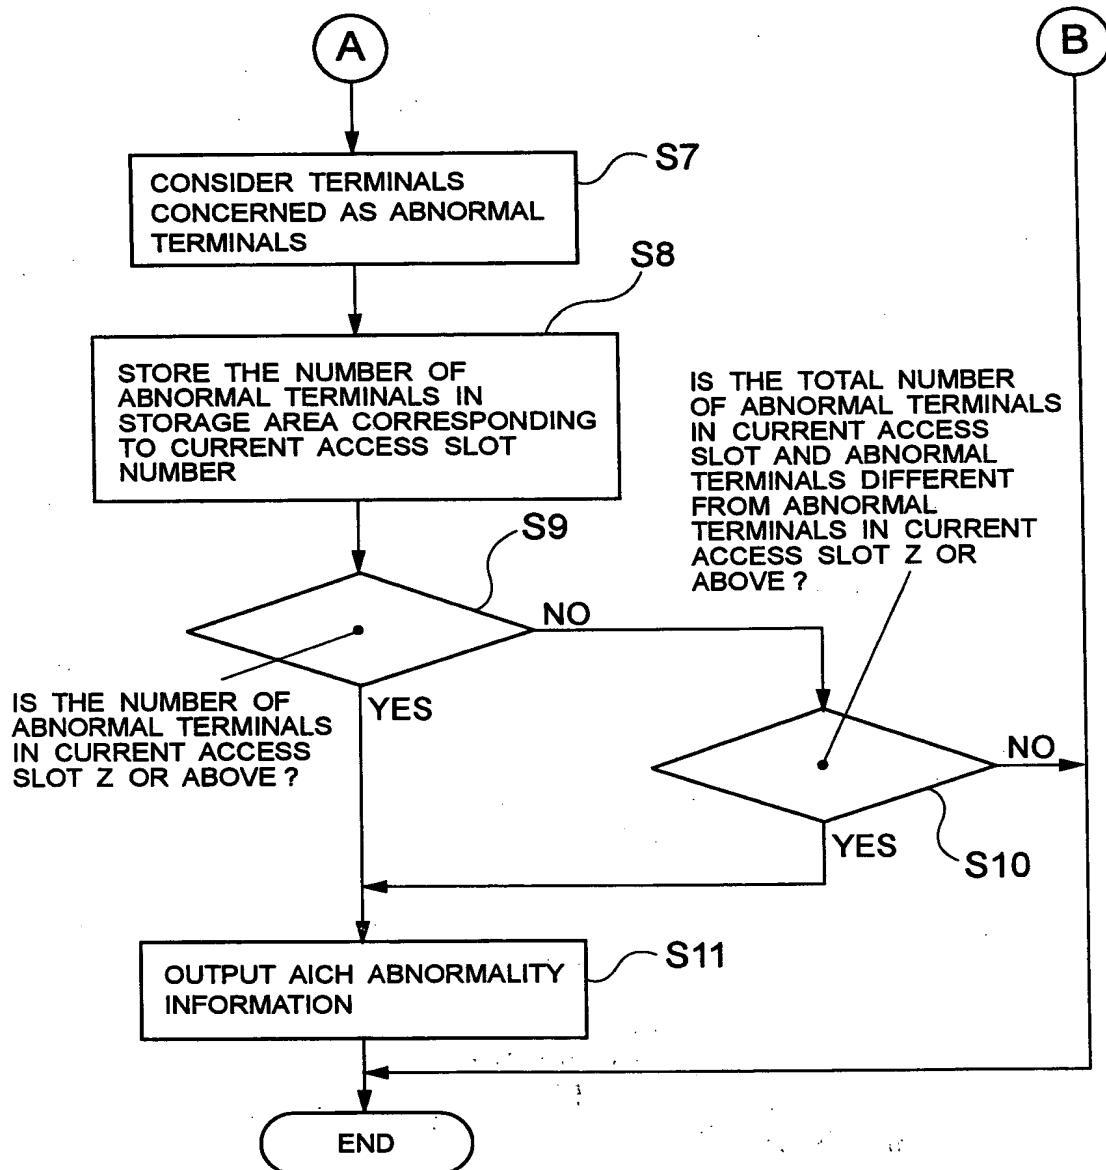 A
B
S7
CONSIDER TERMINALS
CONCERNED AS ABNORMAL
TERMINALS
S8
STORE THE NUMBER OF
ABNORMAL TERMINALS IN
STORAGE AREA CORRESPONDING
TO CURRENT ACCESS SLOT
NUMBER
IS THE TOTAL NUMBER
OF ABNORMAL TERMINALS
IN CURRENT ACCESS
SLOT AND ABNORMAL
TERMINALS DIFFERENT
FROM ABNORMAL
TERMINALS IN CURRENT
ACCESS SLOT Z OR
ABOVE ?
S9
NO
IS THE NUMBER OF
ABNORMAL TERMINALS
IN CURRENT ACCESS
SLOT Z OR ABOVE ?
YES
NO
YES
S10
S11
OUTPUT AICH ABNORMALITY
INFORMATION
END